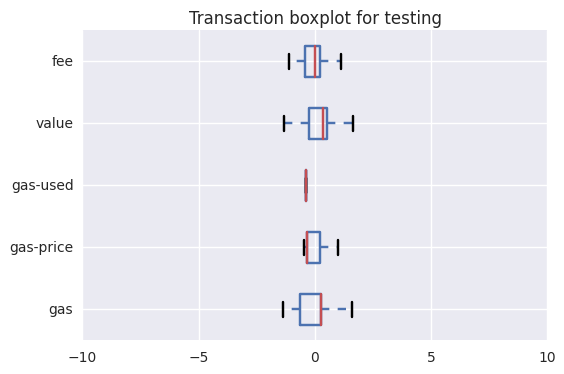 Transaction boxplot for testing
fee
value
gas-used
gas-price
gas
−10 −5 0 5 10